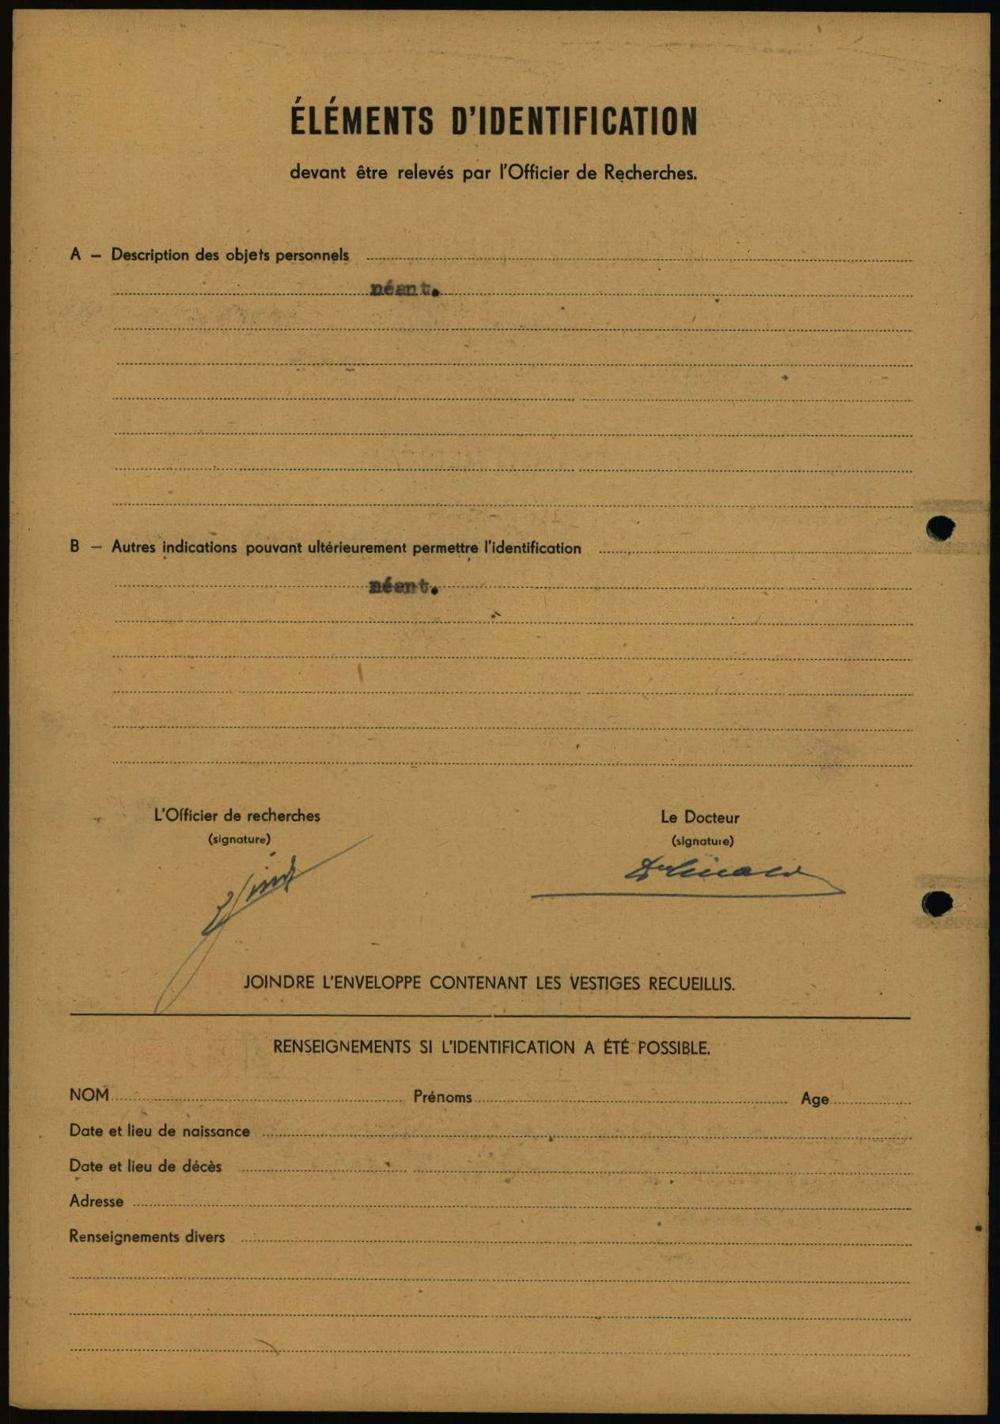 ÉLÉMENTS D'IDENTIFICATION
devant être relevés par l'Officier de Recherches.
A – Description des objets personnels
néant.
B – Autres indications pouvant ultérieurement permettre l'identification
néant.
L'Officier de recherches
(signature)
Le Docteur
(signature)
JOINDRE L'ENVELOPPE CONTENANT LES VESTIGES RECUEILLIS.
RENSEIGNEMENTS SI L'IDENTIFICATION A ÉTÉ POSSIBLE.
NOM Prénoms Age
Date et lieu de naissance
Date et lieu de décès
Adresse
Renseignements divers